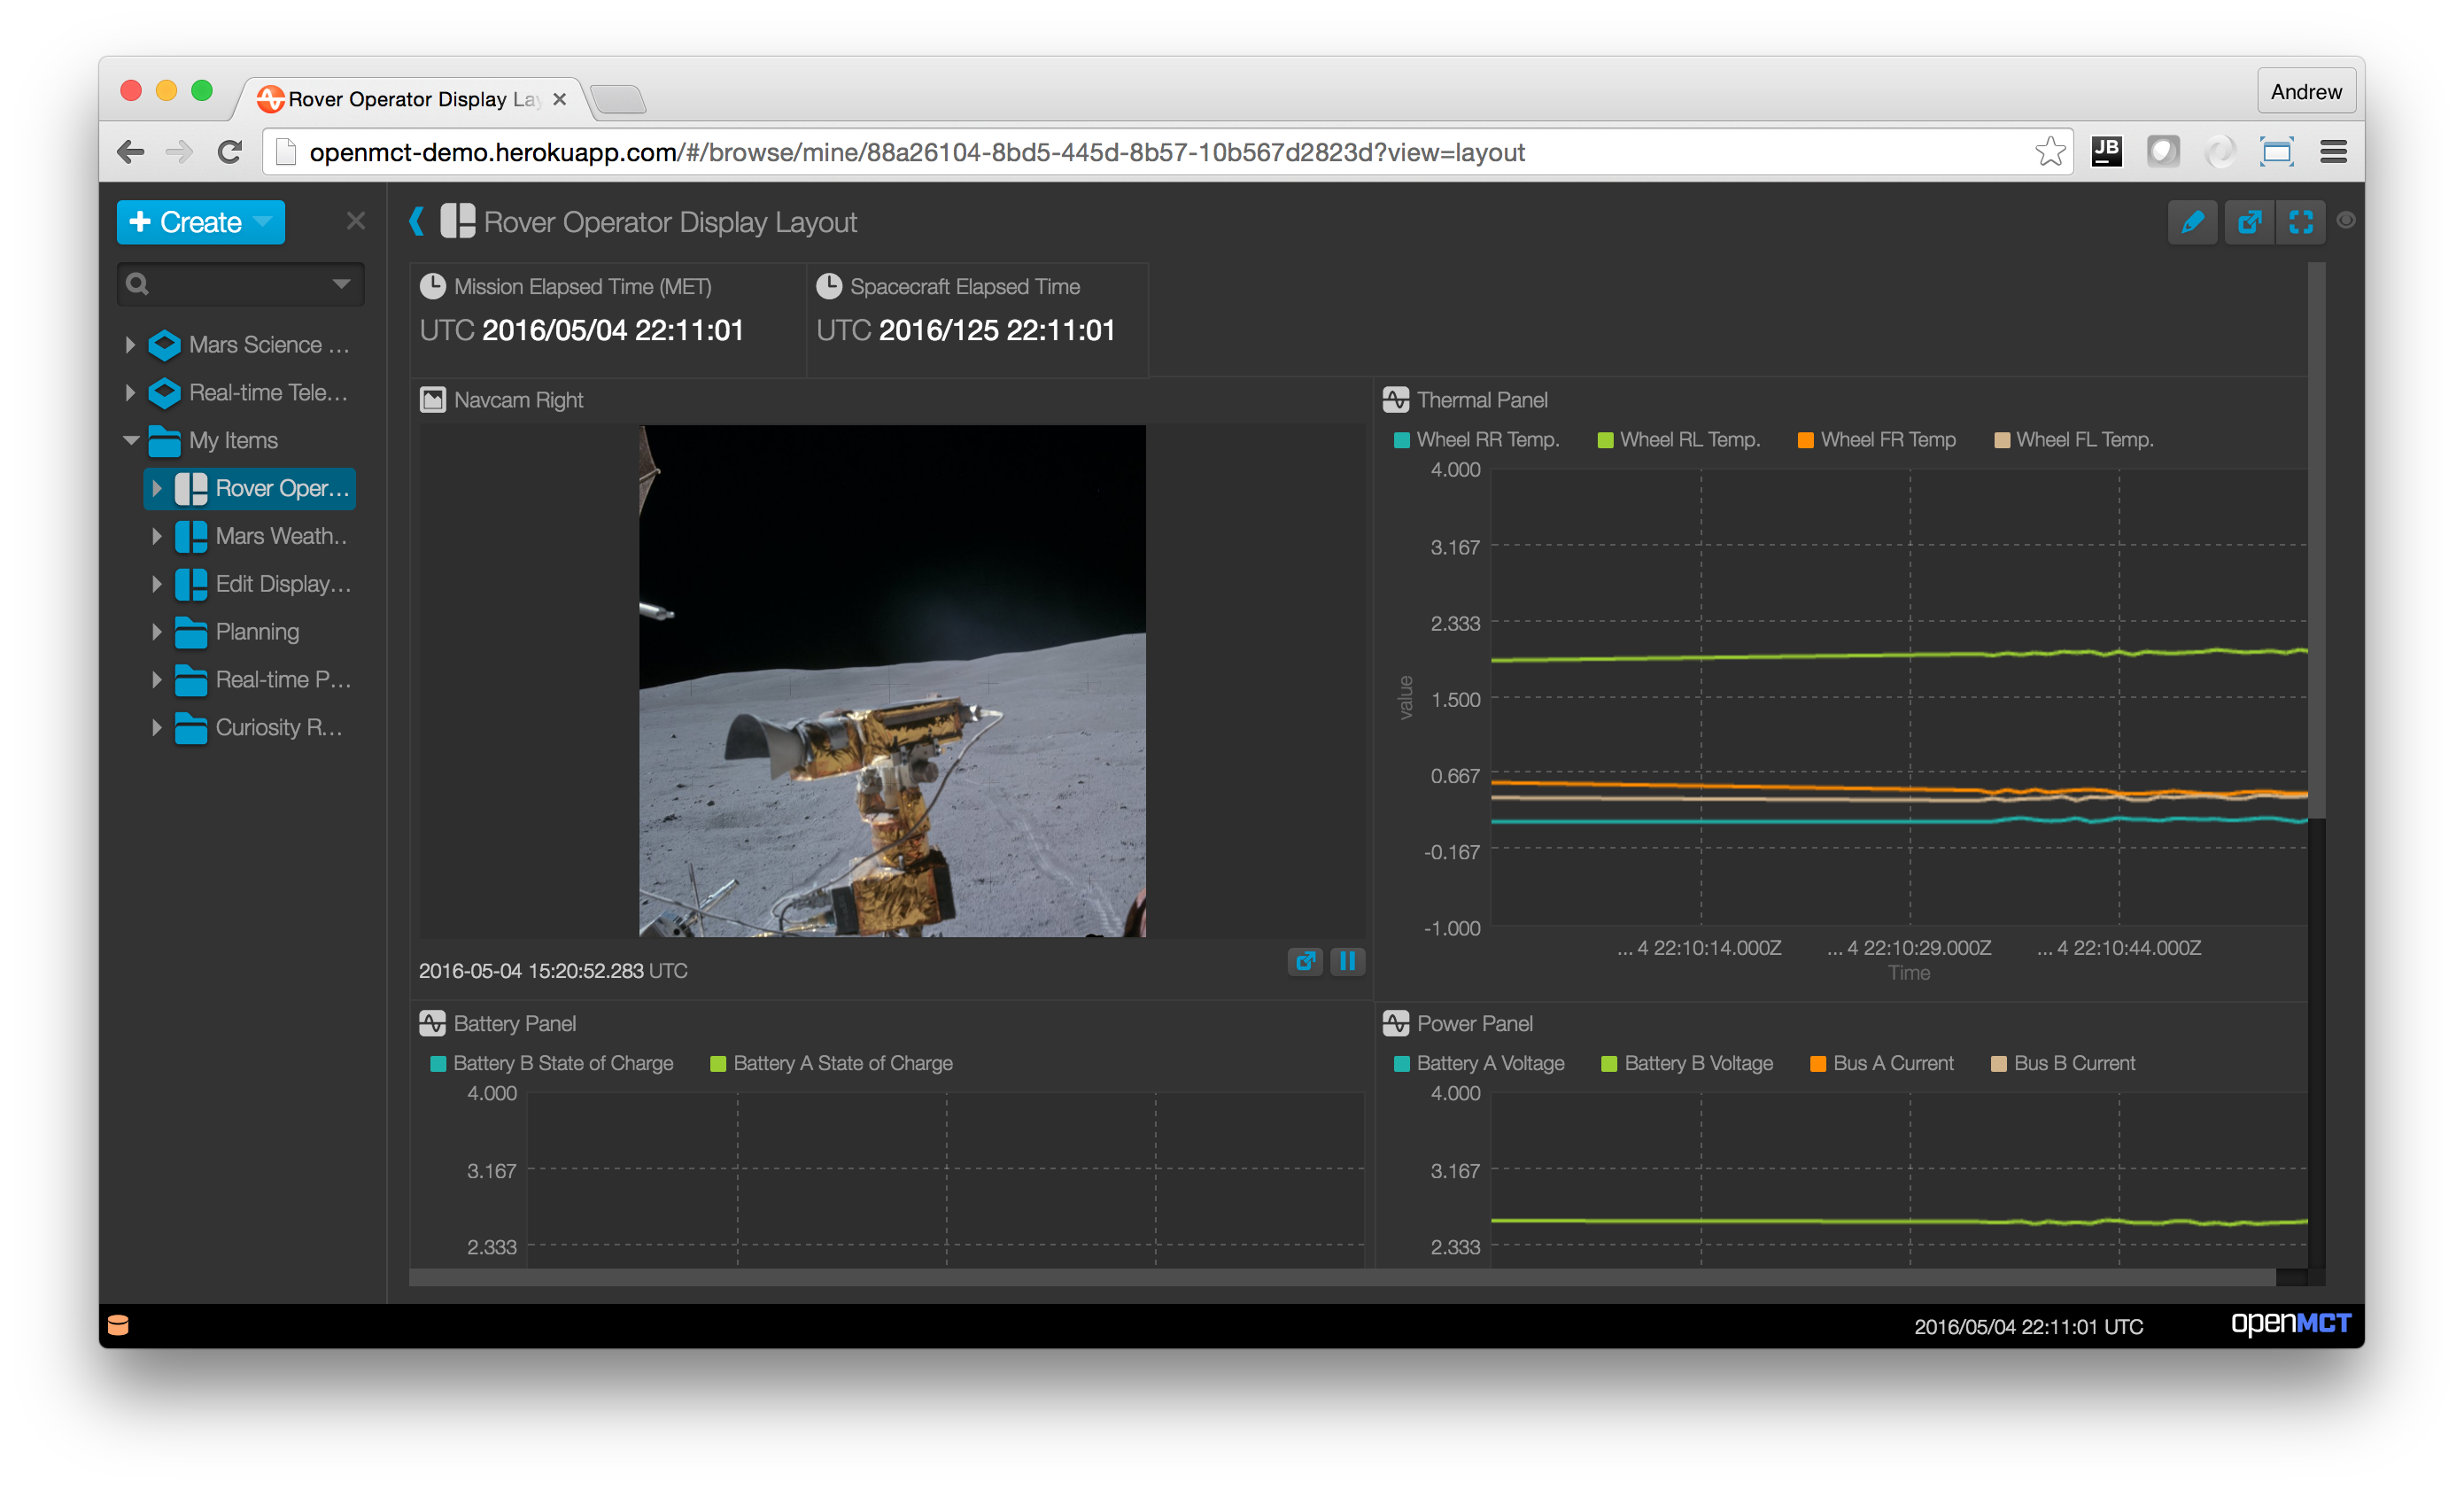 Rover Operator Display Lay
Andrew
openmct-demo.herokuapp.com/#/browse/mine/88a26104-8bd5-445d-8b57-10b567d2823d?view=layout
JB
Create
Mars Science ...
Real-time Tele...
My Items
Rover Oper...
Mars Weath..
Edit Display...
Planning
Real-time P...
Curiosity R...
Rover Operator Display Layout
Mission Elapsed Time (MET)
UTC 2016/05/04 22:11:01
Spacecraft Elapsed Time
UTC 2016/125 22:11:01
Navcam Right
2016-05-04 15:20:52.283 UTC
Thermal Panel
Wheel RR Temp. Wheel RL Temp. Wheel FR Temp Wheel FL Temp.
4.000
3.167
2.333
1.500
0.667
-0.167
-1.000
value
... 4 22:10:14.000Z ... 4 22:10:29.000Z ... 4 22:10:44.000Z
Time
Battery Panel
Battery B State of Charge Battery A State of Charge
4.000
3.167
2.333
Power Panel
Battery A Voltage Battery B Voltage Bus A Current Bus B Current
4.000
3.167
2.333
2016/05/04 22:11:01 UTC
openMCT